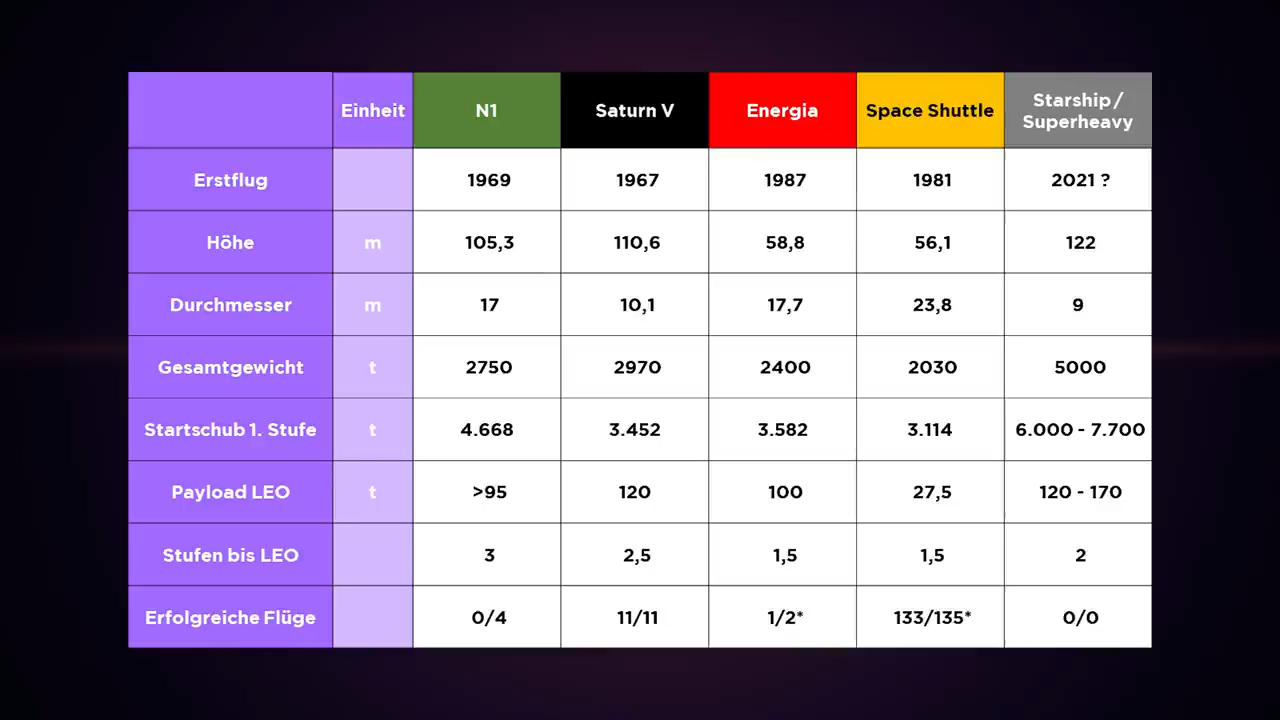 Einheit N1 Saturn V Energia Space Shuttle Starship /
Superheavy
Erstflug 1969 1967 1987 1981 2021 ?
Höhe m 105,3 110,6 58,8 56,1 122
Durchmesser m 17 10,1 17,7 23,8 9
Gesamtgewicht t 2750 2970 2400 2030 5000
Startschub 1. Stufe t 4.668 3.452 3.582 3.114 6.000 - 7.700
Payload LEO t >95 120 100 27,5 120 - 170
Stufen bis LEO 3 2,5 1,5 1,5 2
Erfolgreiche Flüge 0/4 11/11 1/2* 133/135* 0/0